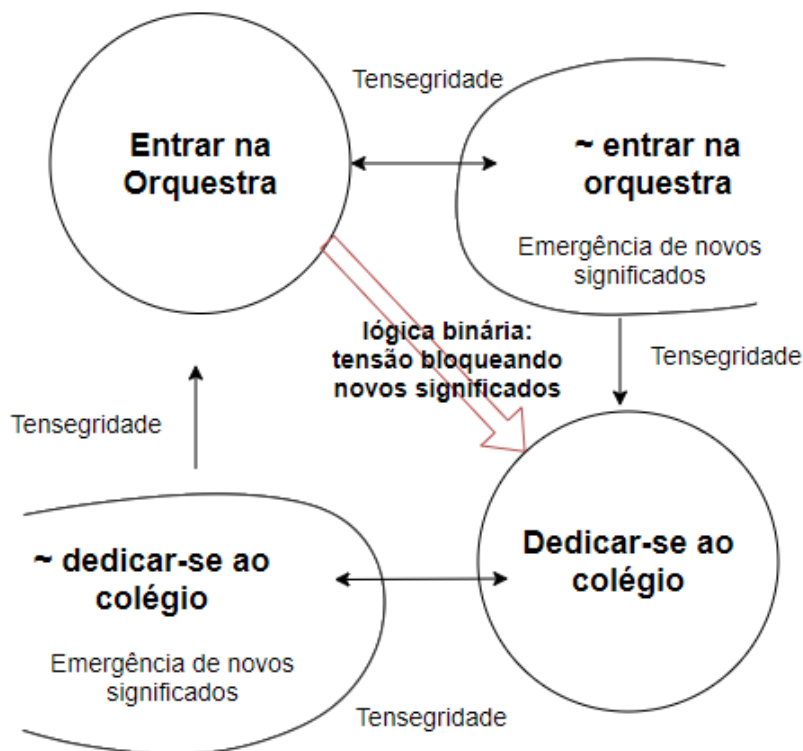 Tensegridade
Entrar na
Orquestra
~ entrar na
orquestra
Emergência de novos
significados
lógica binária:
tensão bloqueando
novos significados
Tensegridade
Tensegridade
~ dedicar-se ao
colégio
Emergência de novos
significados
Dedicar-se ao
colégio
Tensegridade